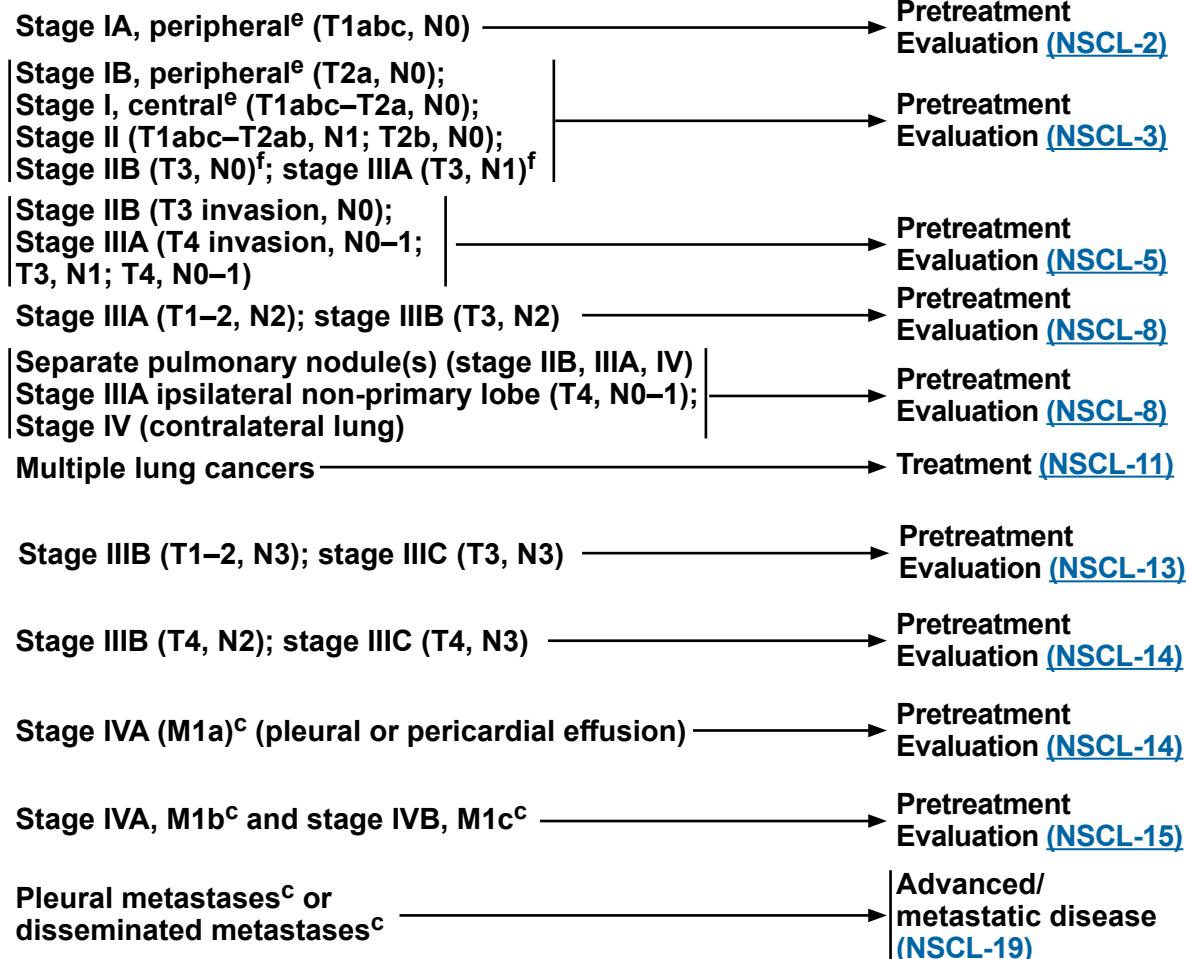 Stage IA, peripheralᵉ (T1abc, N0)
Pretreatment
Evaluation (NSCL-2)
Stage IB, peripheralᵉ (T2a, N0);
Stage I, centralᵉ (T1abc–T2a, N0);
Stage II (T1abc–T2ab, N1; T2b, N0);
Stage IIB (T3, N0)ᶠ; stage IIIA (T3, N1)ᶠ
Pretreatment
Evaluation (NSCL-3)
Stage IIB (T3 invasion, N0);
Stage IIIA (T4 invasion, N0–1;
T3, N1; T4, N0–1)
Pretreatment
Evaluation (NSCL-5)
Stage IIIA (T1–2, N2); stage IIIB (T3, N2)
Pretreatment
Evaluation (NSCL-8)
Separate pulmonary nodule(s) (stage IIB, IIIA, IV)
Stage IIIA ipsilateral non-primary lobe (T4, N0–1);
Stage IV (contralateral lung)
Pretreatment
Evaluation (NSCL-8)
Multiple lung cancers
Treatment (NSCL-11)
Stage IIIB (T1–2, N3); stage IIIC (T3, N3)
Pretreatment
Evaluation (NSCL-13)
Stage IIIB (T4, N2); stage IIIC (T4, N3)
Pretreatment
Evaluation (NSCL-14)
Stage IVA (M1a)ᶜ (pleural or pericardial effusion)
Pretreatment
Evaluation (NSCL-14)
Stage IVA, M1bᶜ and stage IVB, M1cᶜ
Pretreatment
Evaluation (NSCL-15)
Pleural metastasesᶜ or
disseminated metastasesᶜ
Advanced/
metastatic disease
(NSCL-19)